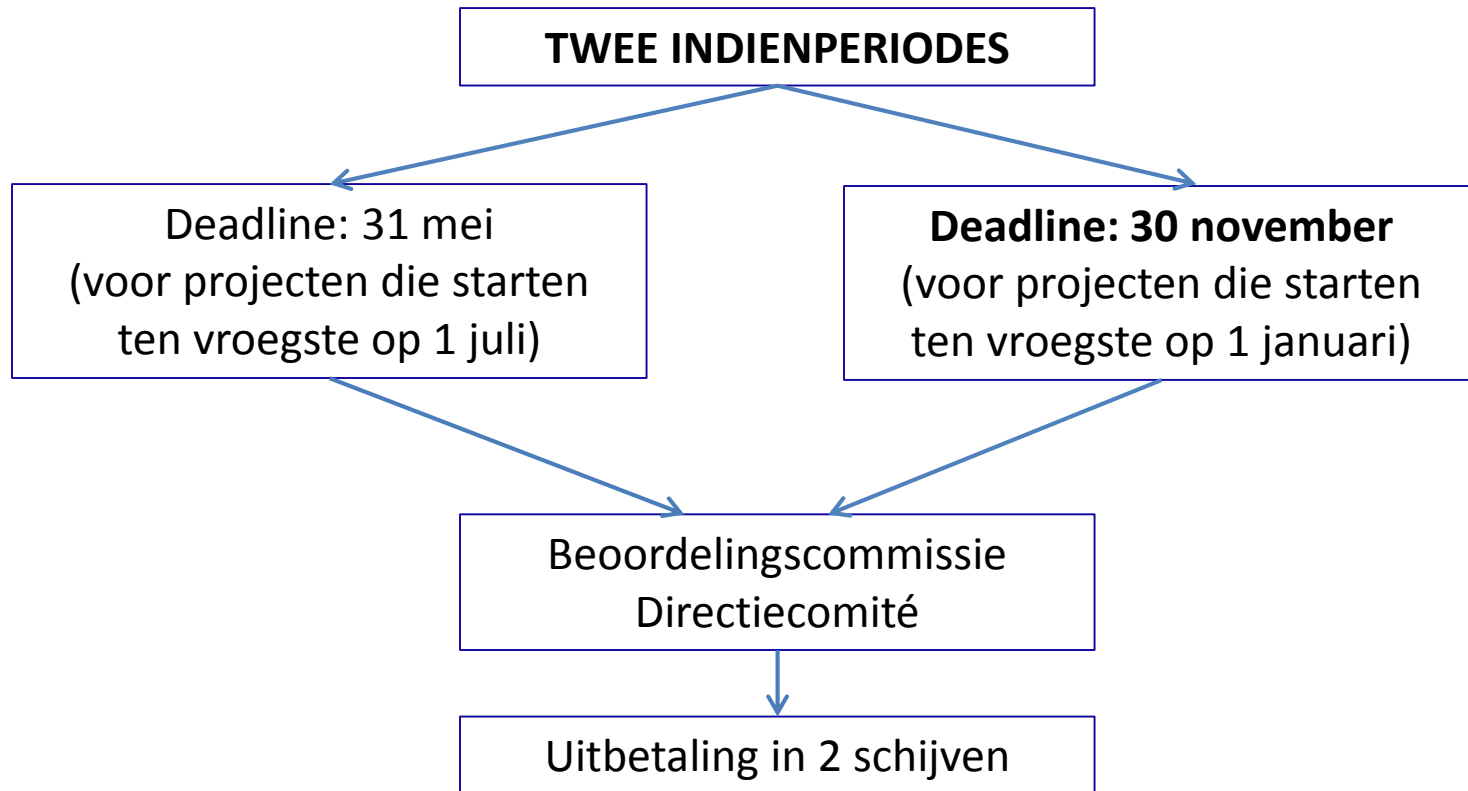 TWEE INDIENPERIODES
Deadline: 31 mei
(voor projecten die starten
ten vroegste op 1 juli)
Deadline: 30 november
(voor projecten die starten
ten vroegste op 1 januari)
Beoordelingscommissie
Directiecomité
Uitbetaling in 2 schijven